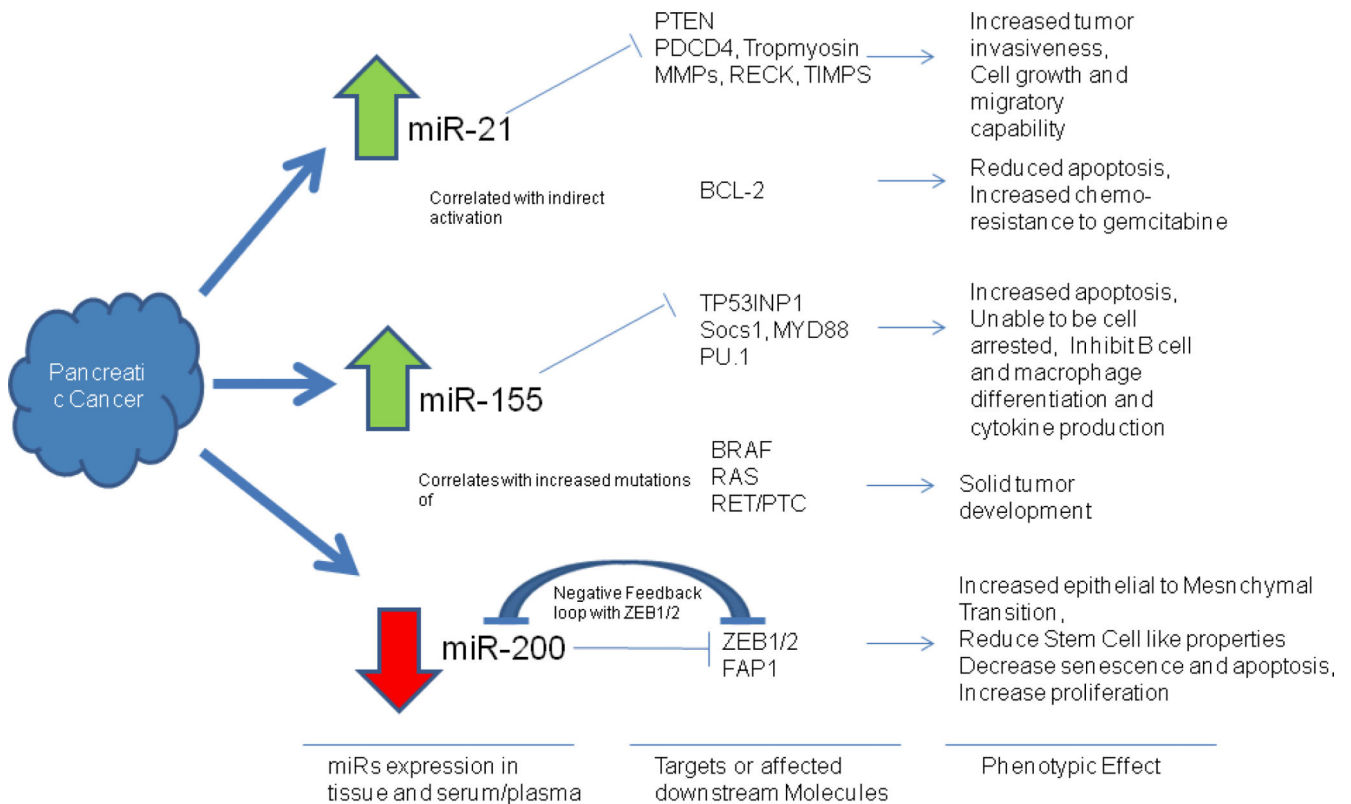 PTEN
PDCD4, Tropmyosin
MMPs, RECK, TIMPS
Increased tumor
invasiveness,
Cell growth and
migratory
capability
miR-21
Correlated with indirect
activation
BCL-2
Reduced apoptosis,
Increased chemo-
resistance to gemcitabine
Pancreati
c Cancer
miR-155
TP53INP1
Socs1, MYD88
PU.1
Increased apoptosis,
Unable to be cell
arrested, Inhibit B cell
and macrophage
differentiation and
cytokine production
Correlates with increased mutations
of
BRAF
RAS
RET/PTC
Solid tumor
development
Negative Feedback
loop with ZEB1/2
miR-200
ZEB1/2
FAP1
Increased epithelial to Mesnchymal
Transition,
Reduce Stem Cell like properties
Decrease senescence and apoptosis,
Increase proliferation
miRs expression in
tissue and serum/plasma
Targets or affected
downstream Molecules
Phenotypic Effect